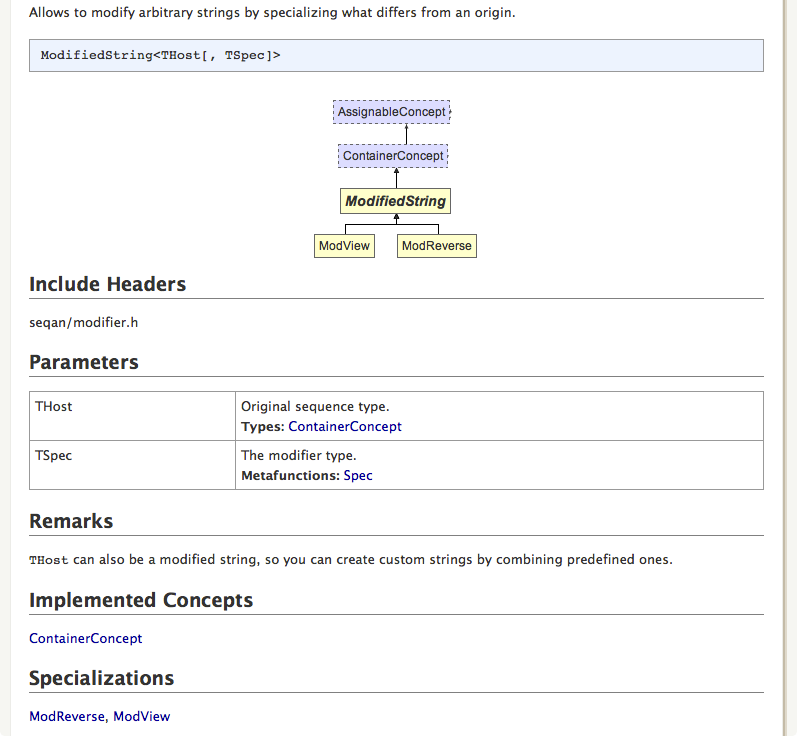 Allows to modify arbitrary strings by specializing what differs from an origin.
ModifiedString<THost[, TSpec]>
AssignableConcept
ContainerConcept
ModifiedString
ModView ModReverse
Include Headers
seqan/modifier.h
Parameters
THost Original sequence type.
Types: ContainerConcept
TSpec The modifier type.
Metafunctions: Spec
Remarks
THost can also be a modified string, so you can create custom strings by combining predefined ones.
Implemented Concepts
ContainerConcept
Specializations
ModReverse, ModView